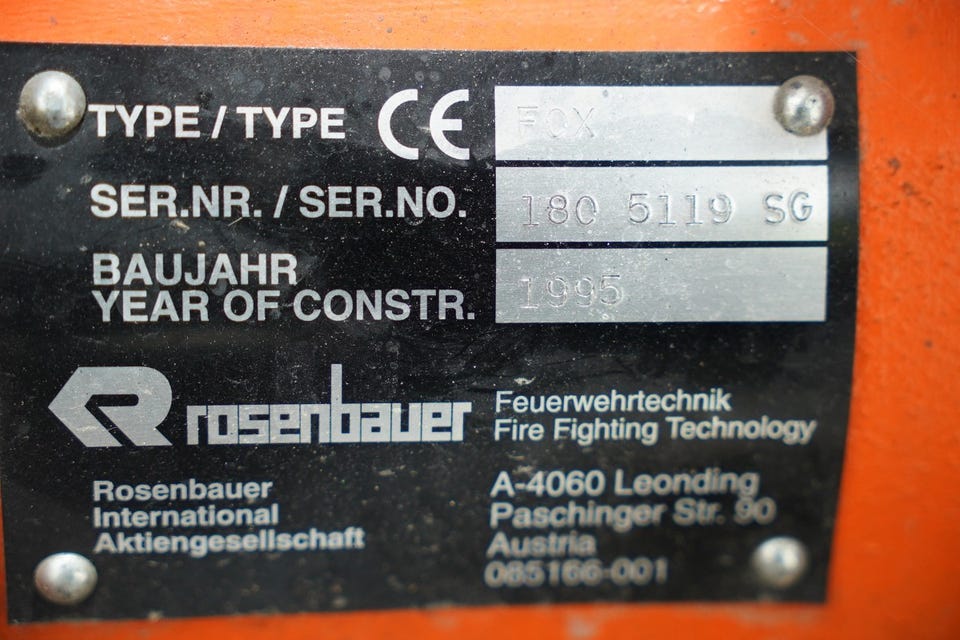 TYPE / TYPE CE FOX
SER.NR. / SER.NO. 180 5119 SG
BAUJAHR
YEAR OF CONSTR. 1995
R rosenbauer
Feuerwehrtechnik
Fire Fighting Technology
Rosenbauer
International
Aktiengesellschaft
A-4060 Leonding
Paschinger Str. 90
Austria
085166-001